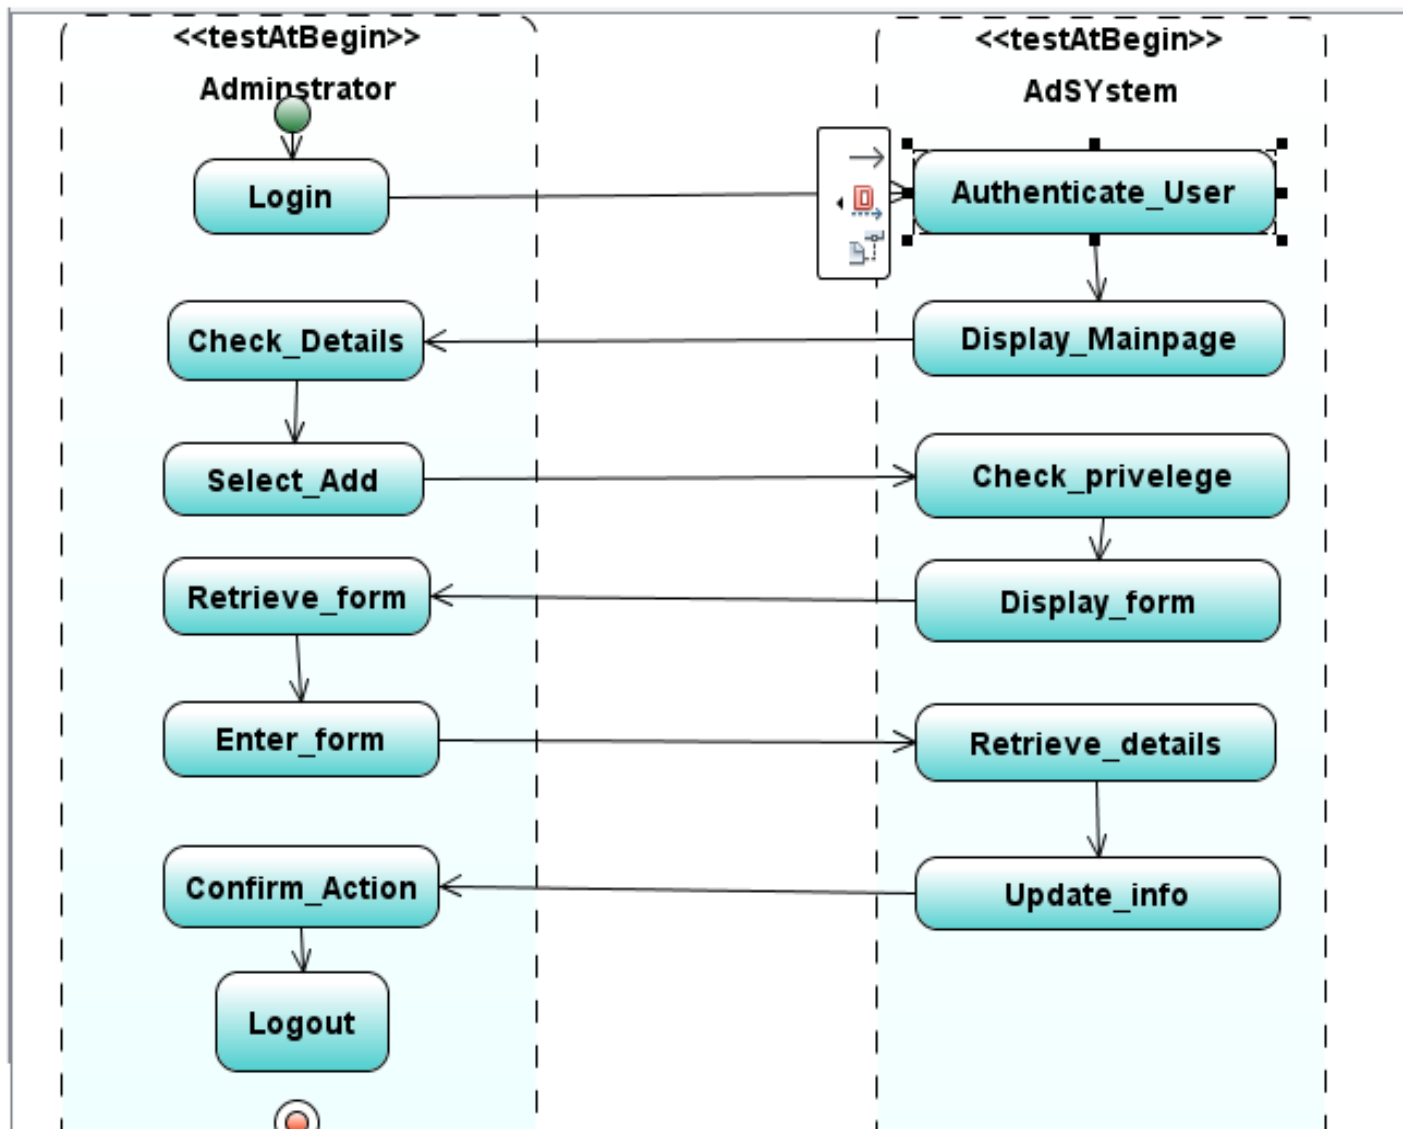 <<testAtBegin>>
Adminstrator
<<testAtBegin>>
AdSYstem
Login
Authenticate_User
Check_Details
Display_Mainpage
Select_Add
Check_privelege
Retrieve_form
Display_form
Enter_form
Retrieve_details
Confirm_Action
Update_info
Logout